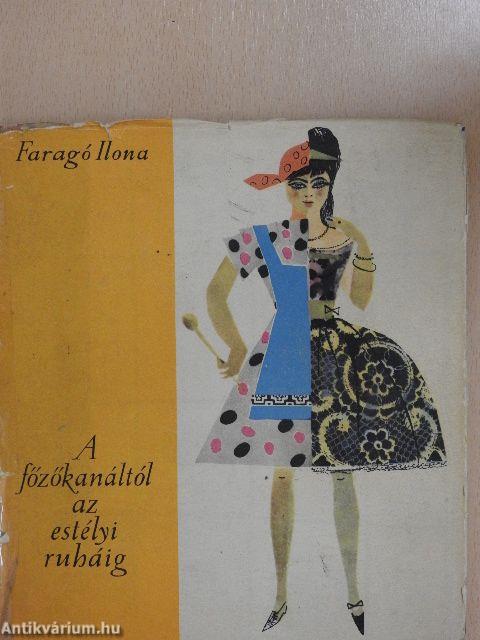 Faragó Ilona
A
főzőkanáltól
az
estélyi
ruháig
Antikvárium.hu